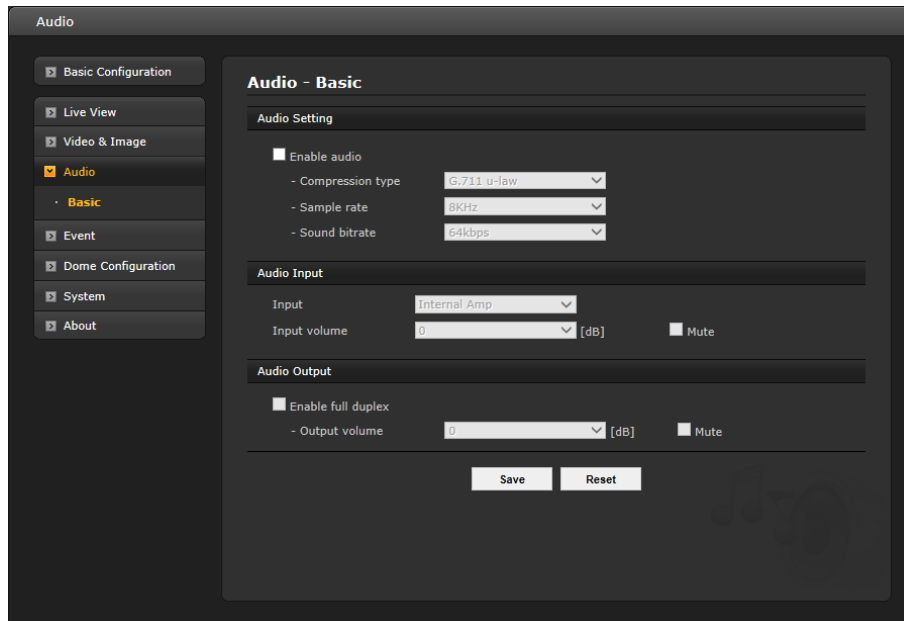 Audio
Basic Configuration
Live View
Video & Image
Audio
· Basic
Event
Dome Configuration
System
About
Audio - Basic
Audio Setting
Enable audio
- Compression type G.711 u-law
- Sample rate 8KHz
- Sound bitrate 64kbps
Audio Input
Input Internal Amp
Input volume 0 [dB] Mute
Audio Output
Enable full duplex
- Output volume 0 [dB] Mute
Save Reset